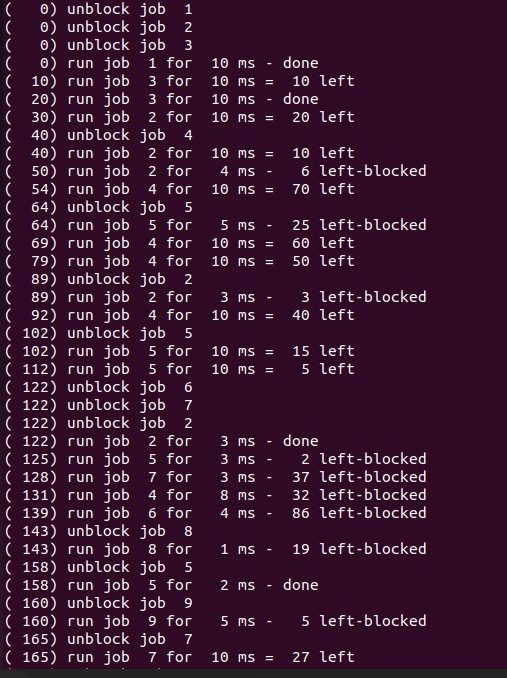 (   0) unblock job  1
(   0) unblock job  2
(   0) unblock job  3
(   0) run job  1 for  10 ms - done
(  10) run job  3 for  10 ms =  10 left
(  20) run job  3 for  10 ms - done
(  30) run job  2 for  10 ms =  20 left
(  40) unblock job  4
(  40) run job  2 for  10 ms =  10 left
(  50) run job  2 for   4 ms -   6 left-blocked
(  54) run job  4 for  10 ms =  70 left
(  64) unblock job  5
(  64) run job  5 for   5 ms -  25 left-blocked
(  69) run job  4 for  10 ms =  60 left
(  79) run job  4 for  10 ms =  50 left
(  89) unblock job  2
(  89) run job  2 for   3 ms -   3 left-blocked
(  92) run job  4 for  10 ms =  40 left
( 102) unblock job  5
( 102) run job  5 for  10 ms =  15 left
( 112) run job  5 for  10 ms =   5 left
( 122) unblock job  6
( 122) unblock job  7
( 122) unblock job  2
( 122) run job  2 for   3 ms - done
( 125) run job  5 for   3 ms -   2 left-blocked
( 128) run job  7 for   3 ms -  37 left-blocked
( 131) run job  4 for   8 ms -  32 left-blocked
( 139) run job  6 for   4 ms -  86 left-blocked
( 143) unblock job  8
( 143) run job  8 for   1 ms -  19 left-blocked
( 158) unblock job  5
( 158) run job  5 for   2 ms - done
( 160) unblock job  9
( 160) run job  9 for   5 ms -   5 left-blocked
( 165) unblock job  7
( 165) run job  7 for  10 ms =  27 left